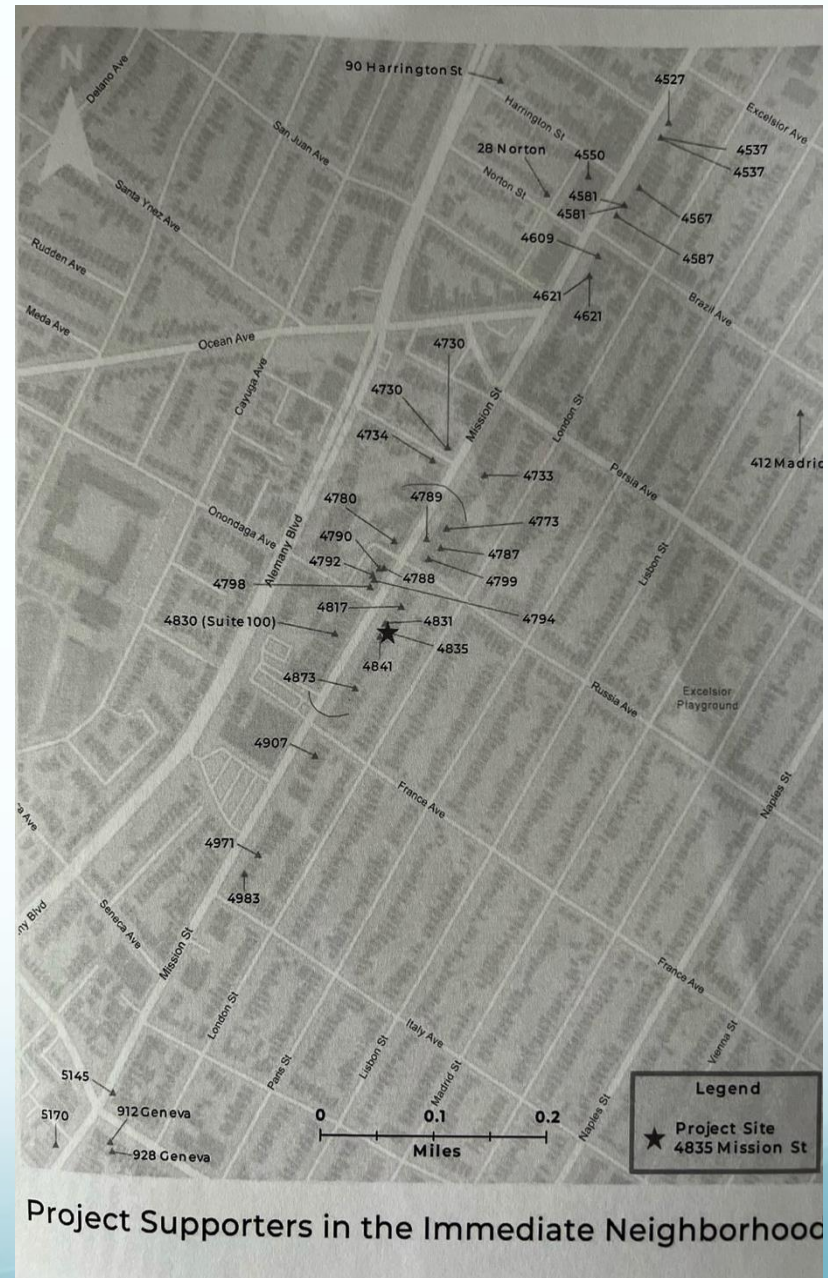 N
Delano Ave
90 Harrington St
4527
Harrington St
Excelsior Ave
San Juan Ave
28 Norton
4550
4537
4537
Norton St
Santa Ynez Ave
4581
4581
4567
4609
4587
Rudden Ave
4621
4621
Brazil Ave
Meda Ave
Ocean Ave
4730
Cayuga Ave
4730
Mission St
London St
4734
412 Madrid
4733
Persia Ave
4780
4789
4773
Onondaga Ave
Alemany Blvd
4790
4787
Lisbon St
4792
4788
4799
4798
4817
4794
4830 (Suite 100)
4831
4835
4841
4873
Russia Ave
Excelsior
Playground
4907
France Ave
Naples St
ca Ave
4971
4983
ny Blvd
Seneca Ave
Mission St
France Ave
London St
Italy Ave
Vienna St
Paris St
Lisbon St
Madrid St
Naples St
5145
912 Geneva
5170
928 Geneva
0 0.1 0.2
Miles
Legend
Project Site
4835 Mission St
Project Supporters in the Immediate Neighborhood